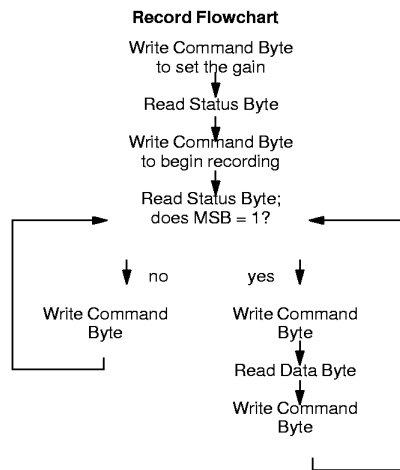 Record Flowchart
Write Command Byte
to set the gain
Read Status Byte
Write Command Byte
to begin recording
Read Status Byte;
does MSB = 1?
no
yes
Write Command
Byte
Write Command
Byte
Read Data Byte
Write Command
Byte